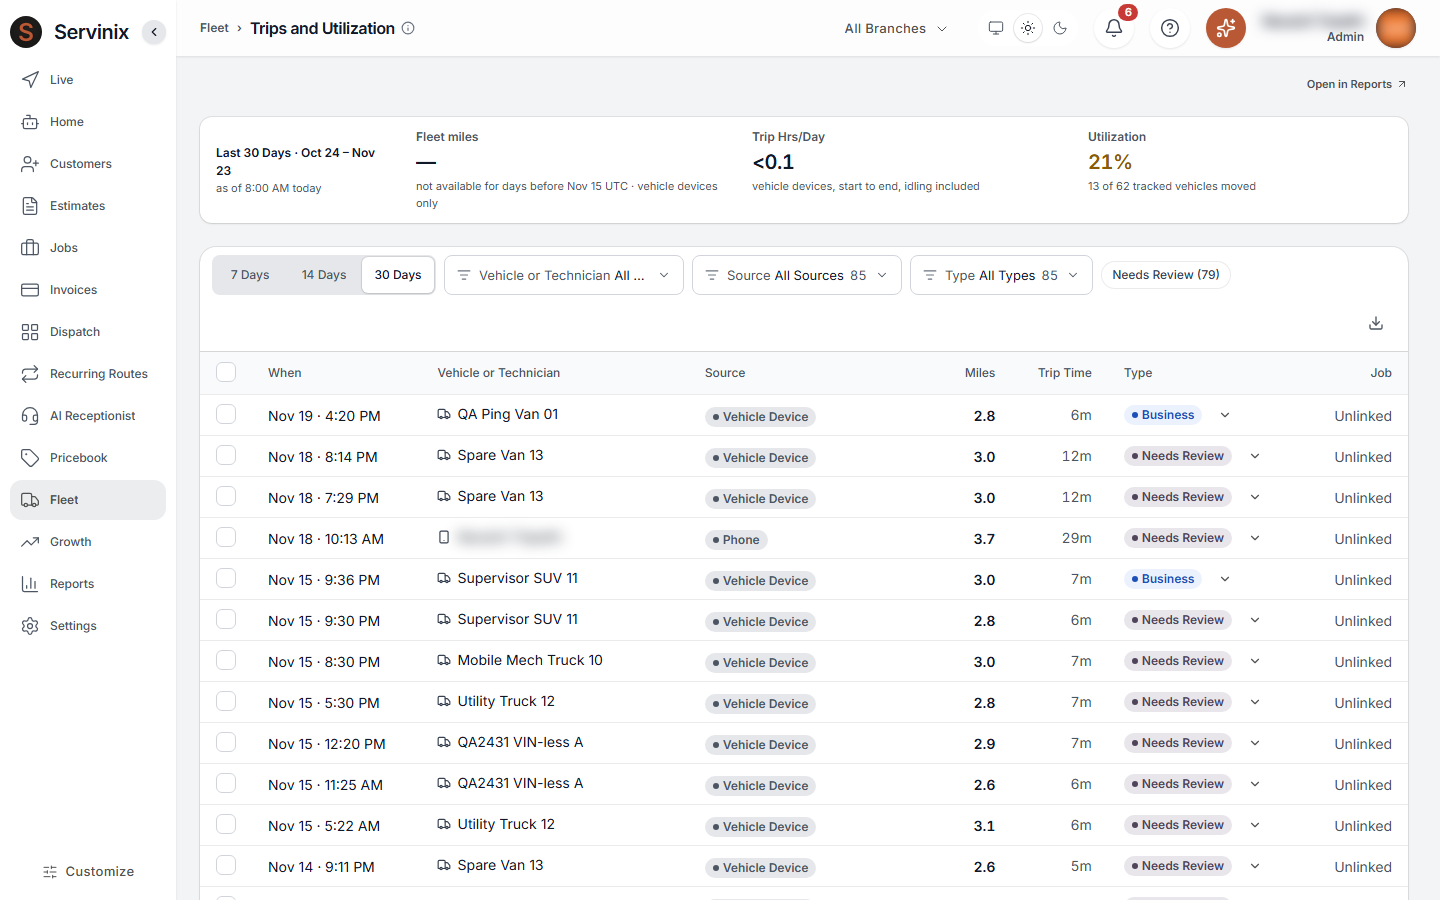 Servinix
Fleet › Trips and Utilization
All Branches
6
Admin
Live
Home
Customers
Estimates
Jobs
Invoices
Dispatch
Recurring Routes
AI Receptionist
Pricebook
Fleet
Growth
Reports
Settings
Customize
Open in Reports
Last 30 Days · Oct 24 – Nov
23
as of 8:00 AM today
Fleet miles
—
not available for days before Nov 15 UTC · vehicle devices
only
Trip Hrs/Day
<0.1
vehicle devices, start to end, idling included
Utilization
21%
13 of 62 tracked vehicles moved
7 Days 14 Days 30 Days Vehicle or Technician All ... Source All Sources 85 Type All Types 85 Needs Review (79)
When Vehicle or Technician Source Miles Trip Time Type Job
Nov 19 · 4:20 PM QA Ping Van 01 Vehicle Device 2.8 6m Business Unlinked
Nov 18 · 8:14 PM Spare Van 13 Vehicle Device 3.0 12m Needs Review Unlinked
Nov 18 · 7:29 PM Spare Van 13 Vehicle Device 3.0 12m Needs Review Unlinked
Nov 18 · 10:13 AM Phone 3.7 29m Needs Review Unlinked
Nov 15 · 9:36 PM Supervisor SUV 11 Vehicle Device 3.0 7m Business Unlinked
Nov 15 · 9:30 PM Supervisor SUV 11 Vehicle Device 2.8 6m Needs Review Unlinked
Nov 15 · 8:30 PM Mobile Mech Truck 10 Vehicle Device 3.0 7m Needs Review Unlinked
Nov 15 · 5:30 PM Utility Truck 12 Vehicle Device 2.8 7m Needs Review Unlinked
Nov 15 · 12:20 PM QA2431 VIN-less A Vehicle Device 2.9 7m Needs Review Unlinked
Nov 15 · 11:25 AM QA2431 VIN-less A Vehicle Device 2.6 6m Needs Review Unlinked
Nov 15 · 5:22 AM Utility Truck 12 Vehicle Device 3.1 6m Needs Review Unlinked
Nov 14 · 9:11 PM Spare Van 13 Vehicle Device 2.6 5m Needs Review Unlinked